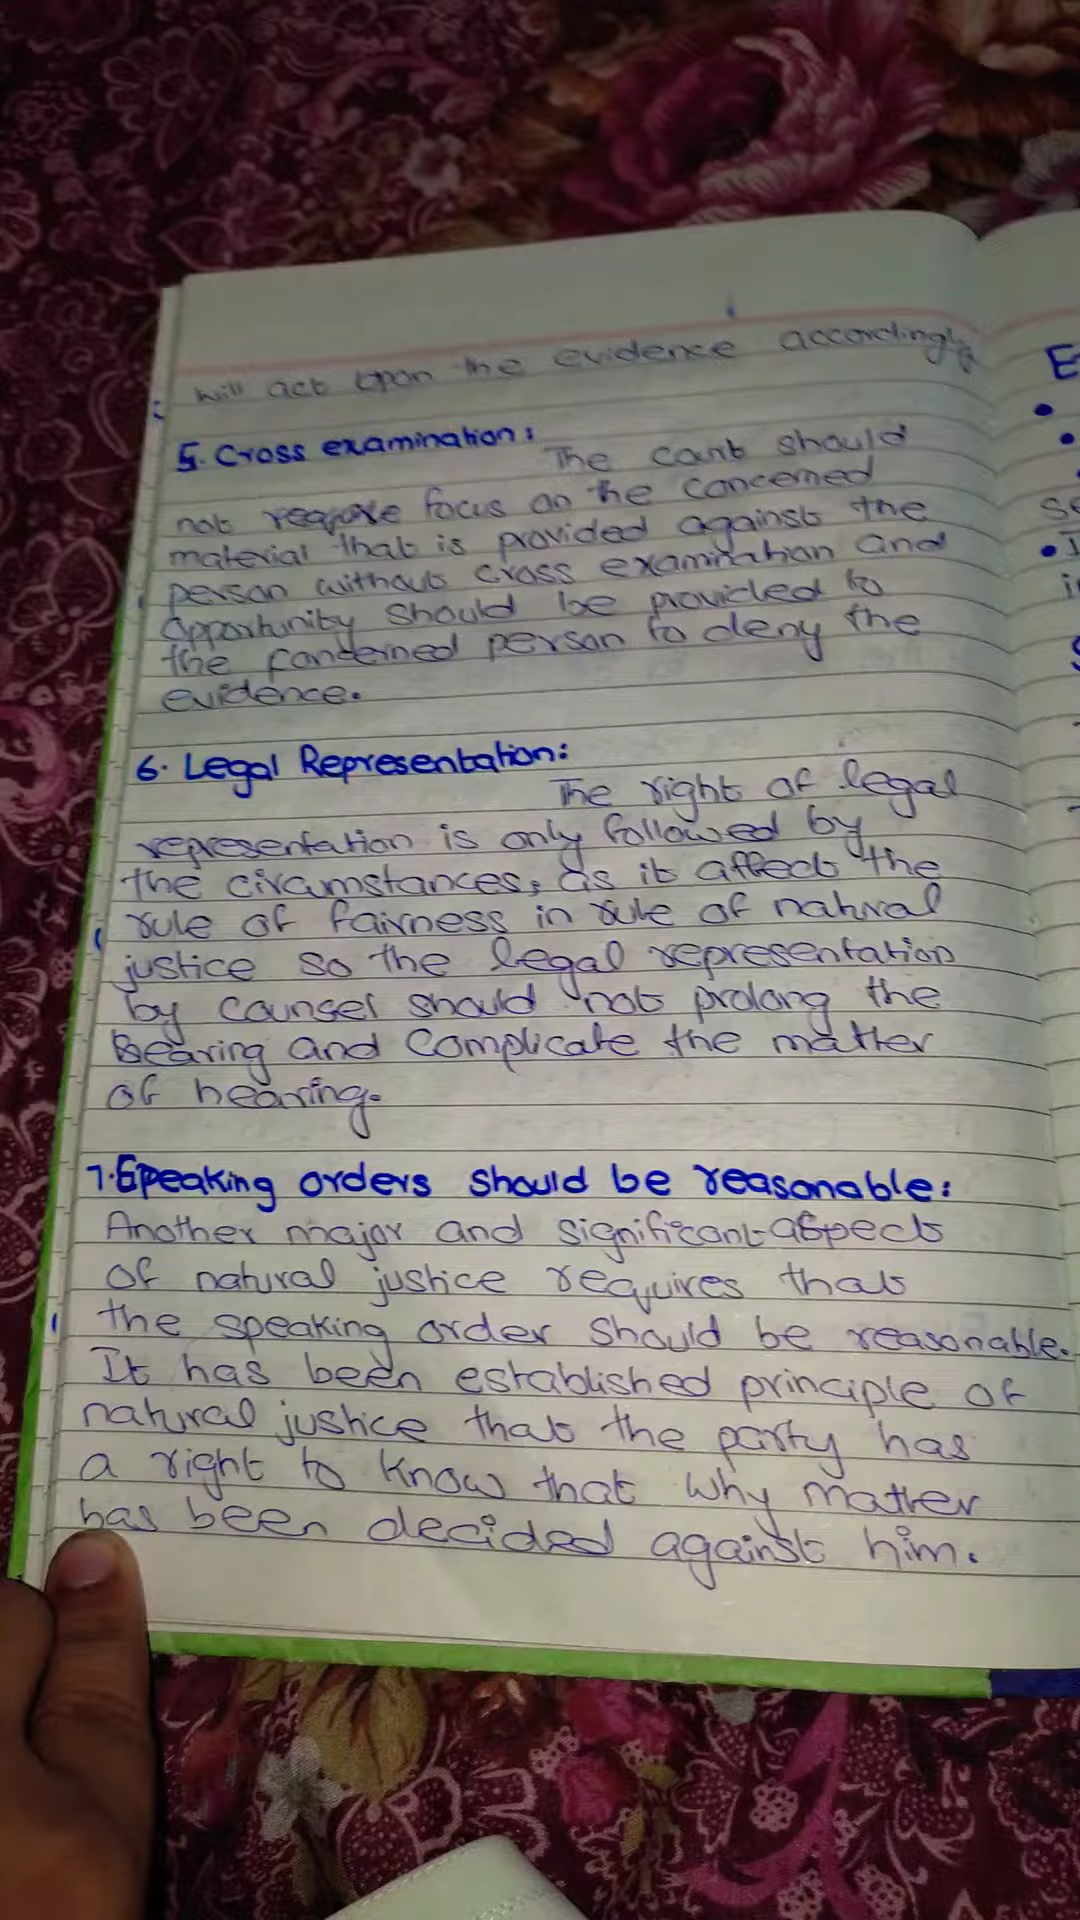 will act upon the evidence accordingly
5. Cross examination:
The court should
not require focus on the concerned
material that is provided against the
person without cross examination and
opportunity should be provided to
the person to deny the
evidence.
6. Legal Representation:
The right of legal
representation is only followed by
the circumstances, as it affect the
rule of fairness in rule of natural
justice so the legal representation
by counsel should not prolong the
Bearing and complicate the matter
of hearing.
7. Speaking orders should be reasonable:
Another major and significant aspect
of natural justice requires that
the speaking order should be reasonable.
It has been established principle of
natural justice that the party has
a right to know that why matter
has been decided against him.
E